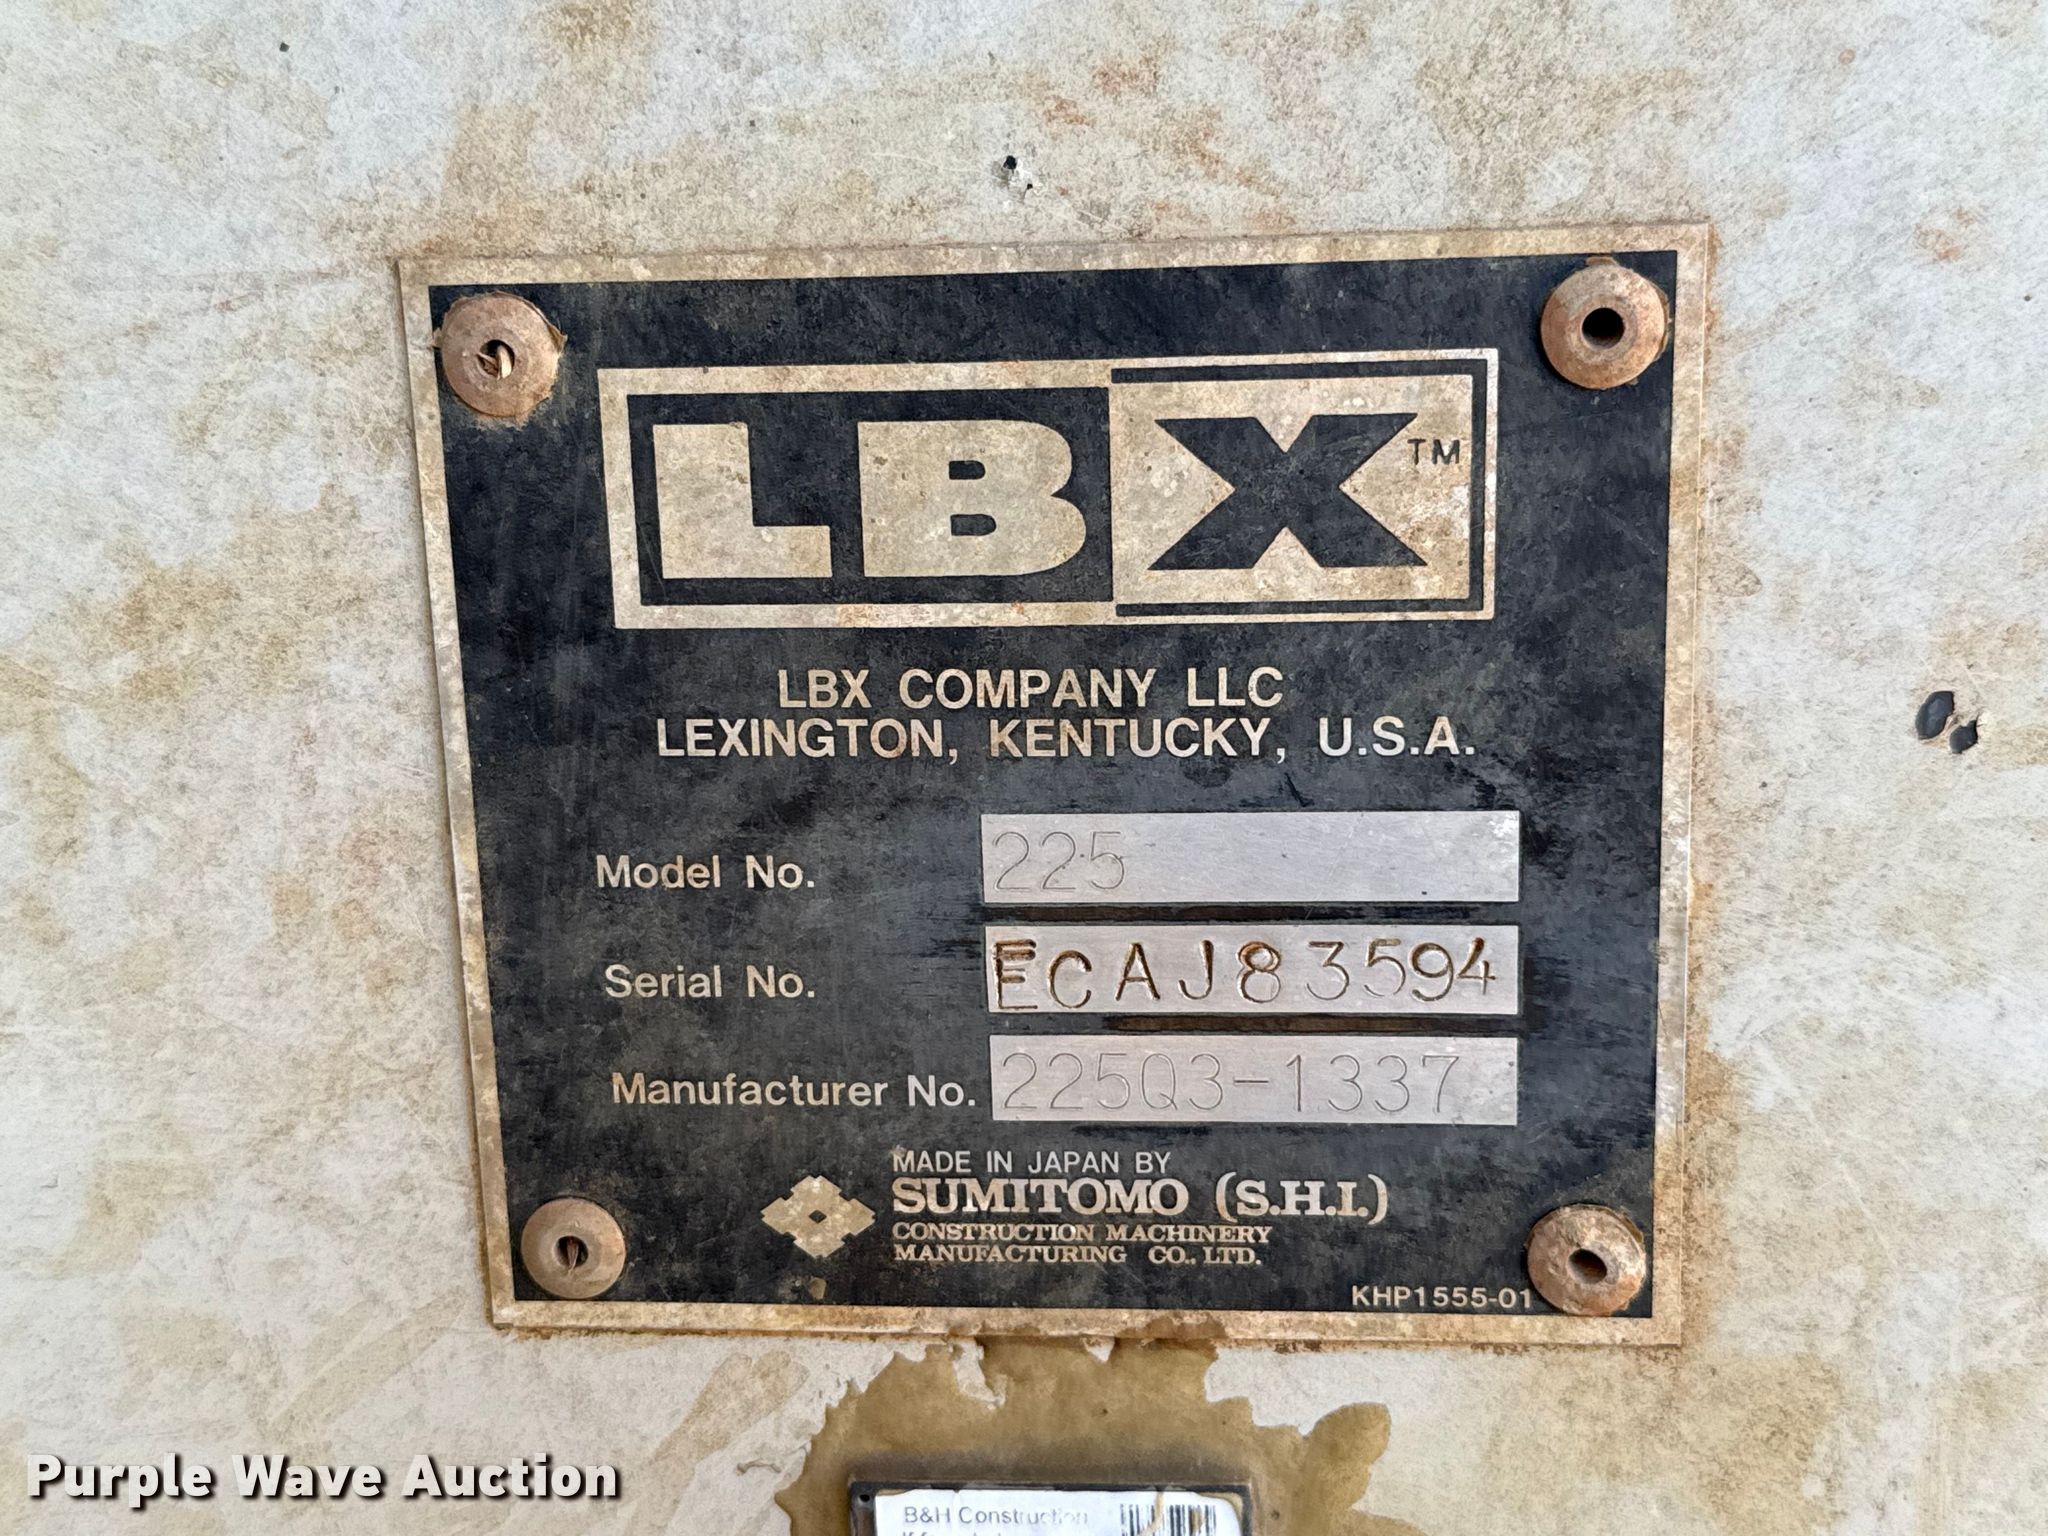 LBX™
LBX COMPANY LLC
LEXINGTON, KENTUCKY, U.S.A.
Model No. 225
Serial No. ECAJ83594
Manufacturer No. 225Q3-1337
MADE IN JAPAN BY
SUMITOMO (S.H.I.)
CONSTRUCTION MACHINERY
MANUFACTURING CO., LTD.
KHP1555-01
Purple Wave Auction
B&H Construction